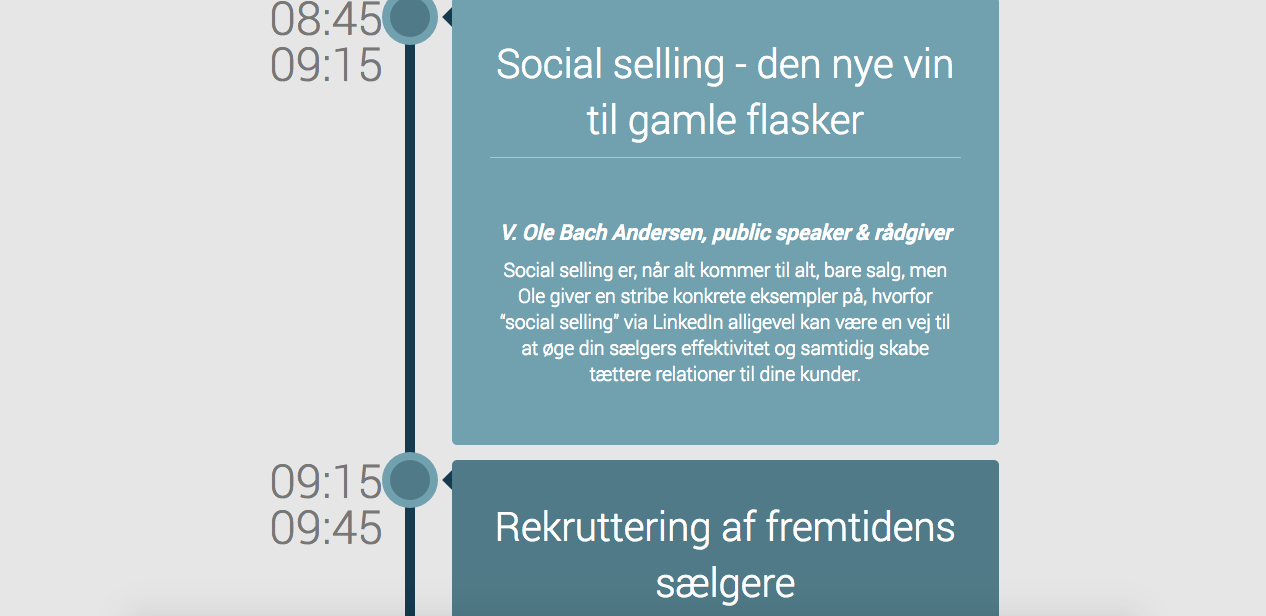 08:45
09:15
Social selling - den nye vin
til gamle flasker
V. Ole Bach Andersen, public speaker & rådgiver
Social selling er, når alt kommer til alt, bare salg, men
Ole giver en stribe konkrete eksempler på, hvorfor
“social selling” via LinkedIn alligevel kan være en vej til
at øge din sælgers effektivitet og samtidig skabe
tættere relationer til dine kunder.
09:15
09:45
Rekruttering af fremtidens
sælgere